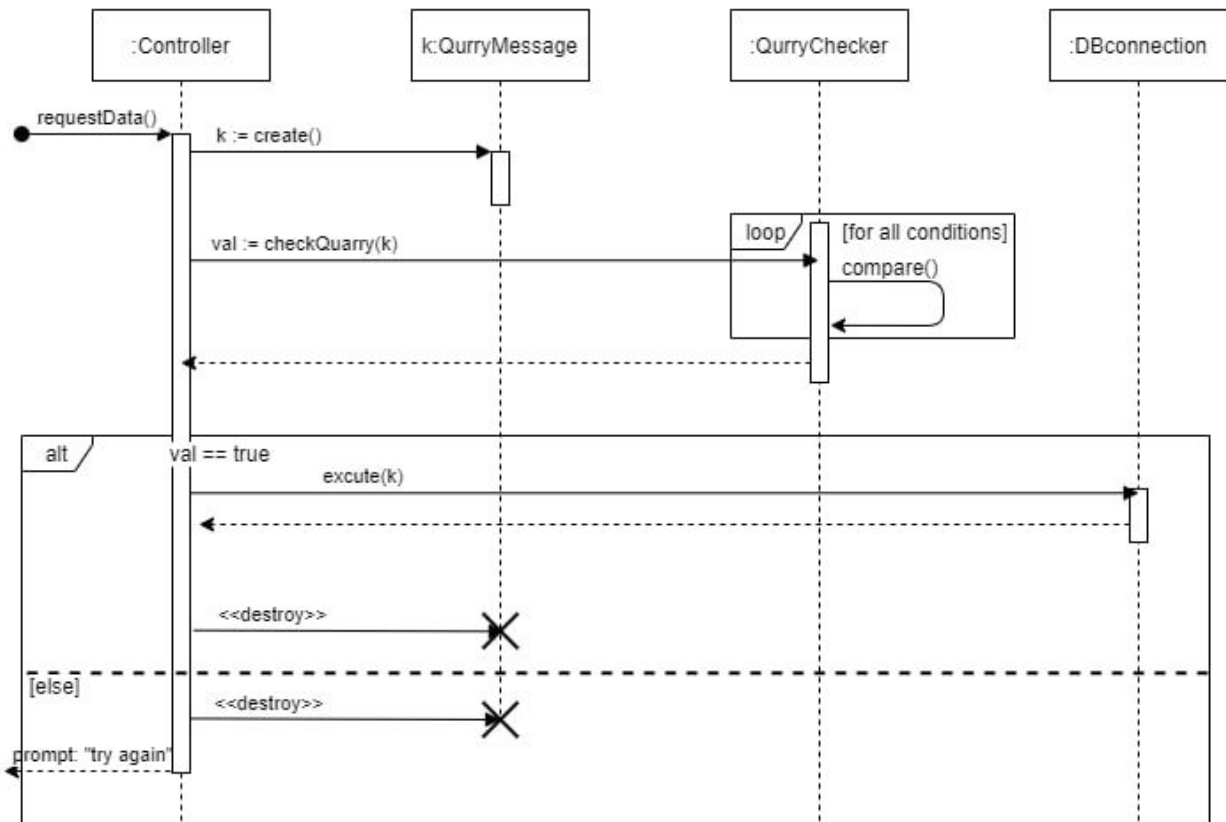 :Controller
k:QurryMessage
:QurryChecker
:DBconnection
requestData()
k := create()
loop
[for all conditions]
val := checkQuarry(k)
compare()
alt
val == true
excute(k)
<<destroy>>
[else]
<<destroy>>
prompt: "try again"